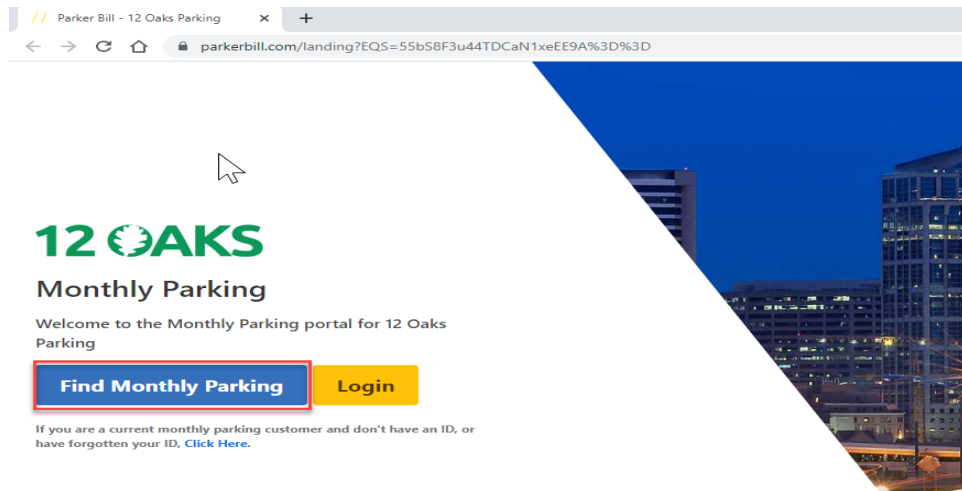 // Parker Bill - 12 Oaks Parking × +
parkerbill.com/landing?EQS=55bS8F3u44TDCaN1xeEE9A%3D%3D
12 OAKS
Monthly Parking
Welcome to the Monthly Parking portal for 12 Oaks
Parking
Find Monthly Parking Login
If you are a current monthly parking customer and don't have an ID, or
have forgotten your ID, Click Here.